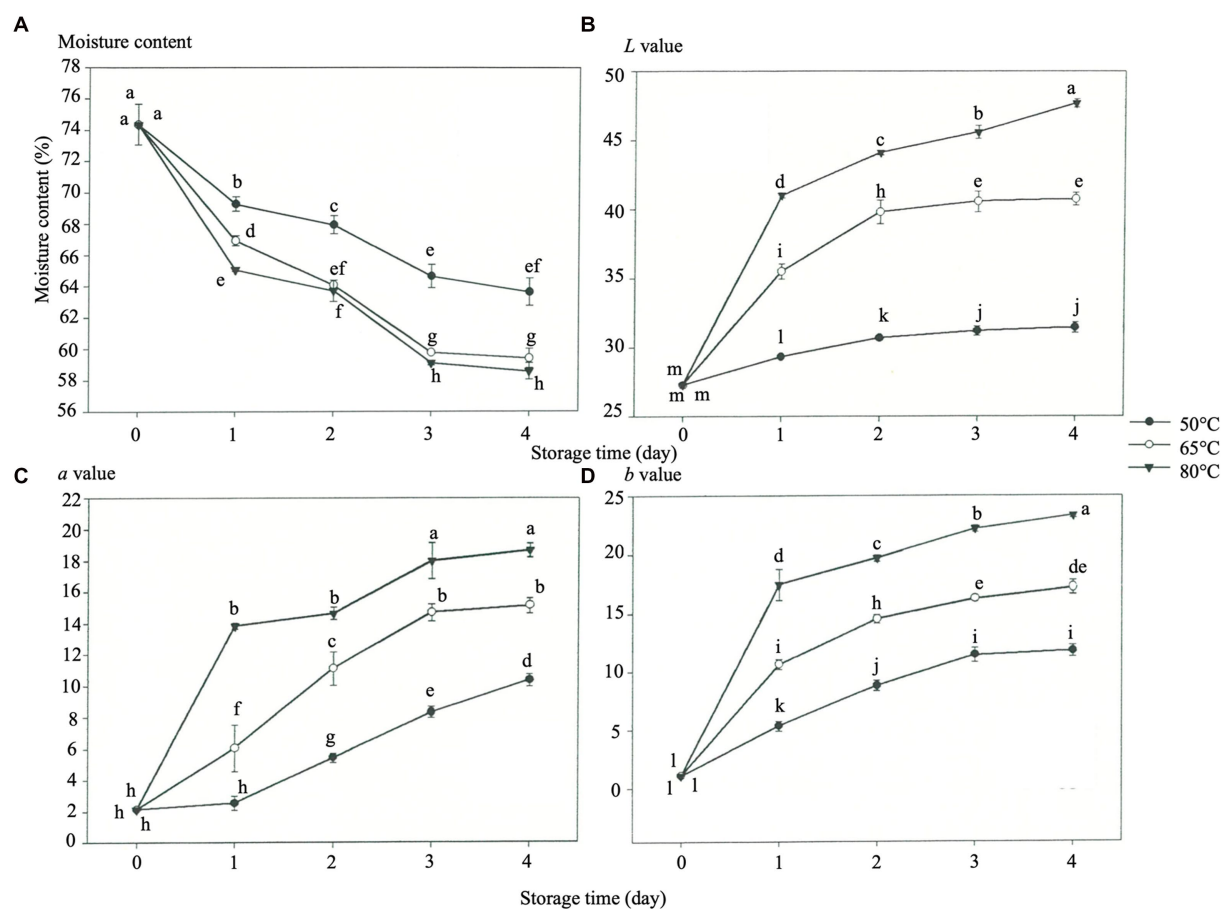 A
B
Moisture content
L value
78
76
74
72
70
68
66
64
62
60
58
56
Moisture content (%)
a
a
a
b
c
d
e
e
ef
ef
f
g
g
h
h
0 1 2 3 4
50
45
40
35
30
25
a
b
c
d
h
e
e
i
l
k
j
j
m
m
m
0 1 2 3 4
Storage time (day)
50°C
65°C
80°C
C
a value
D
b value
22
20
18
16
14
12
10
8
6
4
2
0
a
a
b
b
b
b
c
d
e
f
g
h
h
h
h
0 1 2 3 4
25
20
15
10
5
0
a
b
c
d
de
e
h
i
i
i
j
k
l
l
l
0 1 2 3 4
Storage time (day)